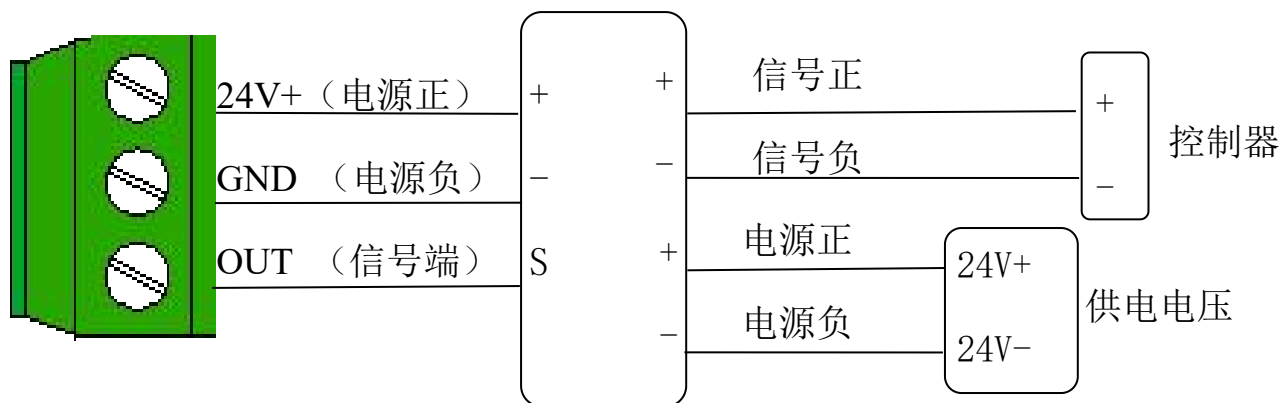 24V+（电源正）
GND （电源负）
OUT （信号端）
+
−
S
+
−
+
−
信号正
信号负
电源正
电源负
+
−
控制器
24V+
24V−
供电电压